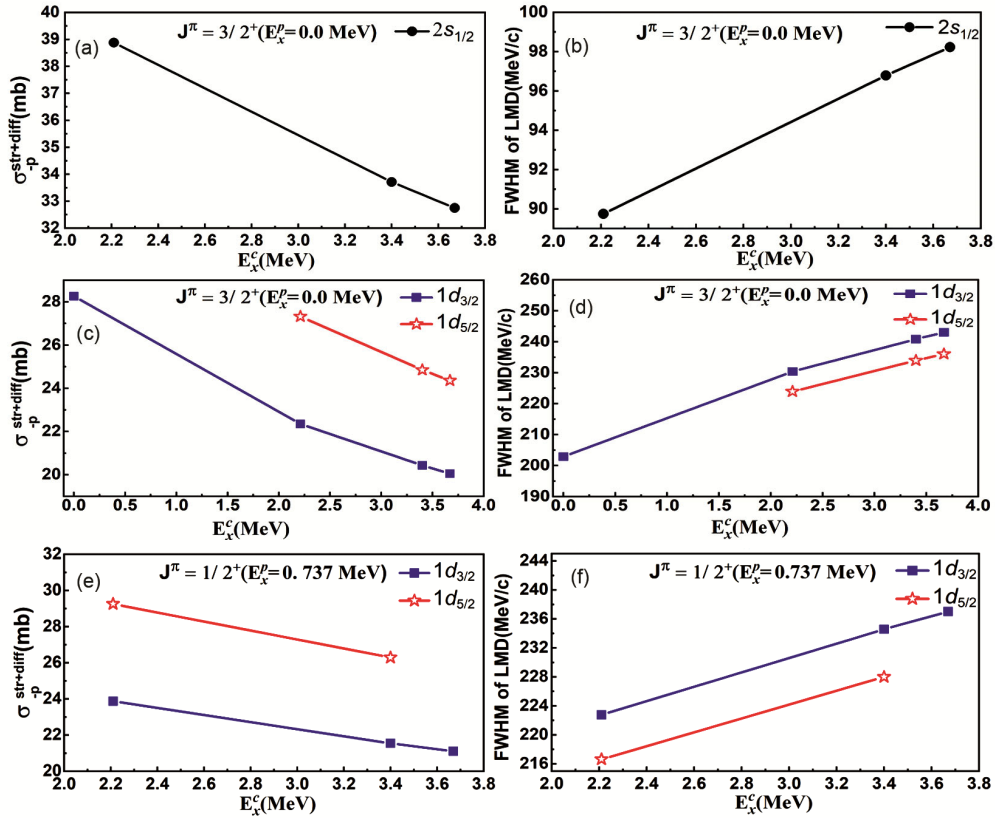 (a)
J^π = 3/2^+(E_x^p=0.0 MeV)
2s_1/2
σ_-p^str+diff(mb)
40
39
38
37
36
35
34
33
32
2.0 2.2 2.4 2.6 2.8 3.0 3.2 3.4 3.6 3.8
E_x^c(MeV)
(b)
J^π = 3/2^+(E_x^p=0.0 MeV)
2s_1/2
FWHM of LMD(MeV/c)
100
98
96
94
92
90
2.0 2.2 2.4 2.6 2.8 3.0 3.2 3.4 3.6 3.8
E_x^c(MeV)
(c)
J^π = 3/2^+(E_x^p=0.0 MeV)
1d_3/2
1d_5/2
σ_-p^str+diff(mb)
28
26
24
22
20
0.0 0.5 1.0 1.5 2.0 2.5 3.0 3.5 4.0
E_x^c(MeV)
(d)
J^π = 3/2^+(E_x^p=0.0 MeV)
1d_3/2
1d_5/2
FWHM of LMD(MeV/c)
260
250
240
230
220
210
200
190
0.0 0.5 1.0 1.5 2.0 2.5 3.0 3.5 4.0
E_x^c(MeV)
(e)
J^π = 1/2^+(E_x^p=0.737 MeV)
1d_3/2
1d_5/2
σ_-p^str+diff(mb)
32
30
28
26
24
22
20
2.0 2.2 2.4 2.6 2.8 3.0 3.2 3.4 3.6 3.8
E_x^c(MeV)
(f)
J^π = 1/2^+(E_x^p=0.737 MeV)
1d_3/2
1d_5/2
FWHM of LMD(MeV/c)
244
240
236
232
228
224
220
216
2.0 2.2 2.4 2.6 2.8 3.0 3.2 3.4 3.6 3.8
E_x^c(MeV)